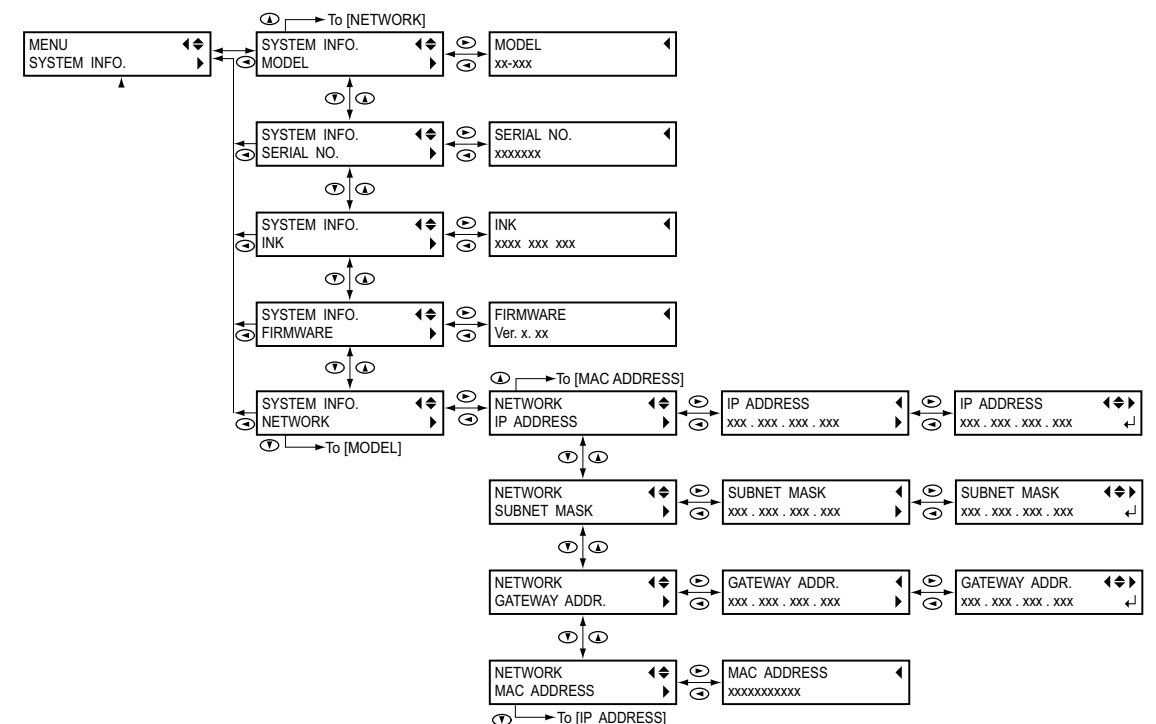 To [NETWORK]
MENU
SYSTEM INFO.
SYSTEM INFO.
MODEL
MODEL
xx-xxx
SYSTEM INFO.
SERIAL NO.
SERIAL NO.
xxxxxxx
SYSTEM INFO.
INK
INK
xxxx xxx xxx
SYSTEM INFO.
FIRMWARE
FIRMWARE
Ver. x. xx
SYSTEM INFO.
NETWORK
To [MODEL]
To [MAC ADDRESS]
NETWORK
IP ADDRESS
IP ADDRESS
xxx . xxx . xxx . xxx
IP ADDRESS
xxx . xxx . xxx . xxx
NETWORK
SUBNET MASK
SUBNET MASK
xxx . xxx . xxx . xxx
SUBNET MASK
xxx . xxx . xxx . xxx
NETWORK
GATEWAY ADDR.
GATEWAY ADDR.
xxx . xxx . xxx . xxx
GATEWAY ADDR.
xxx . xxx . xxx . xxx
NETWORK
MAC ADDRESS
MAC ADDRESS
xxxxxxxxxxx
To [IP ADDRESS]